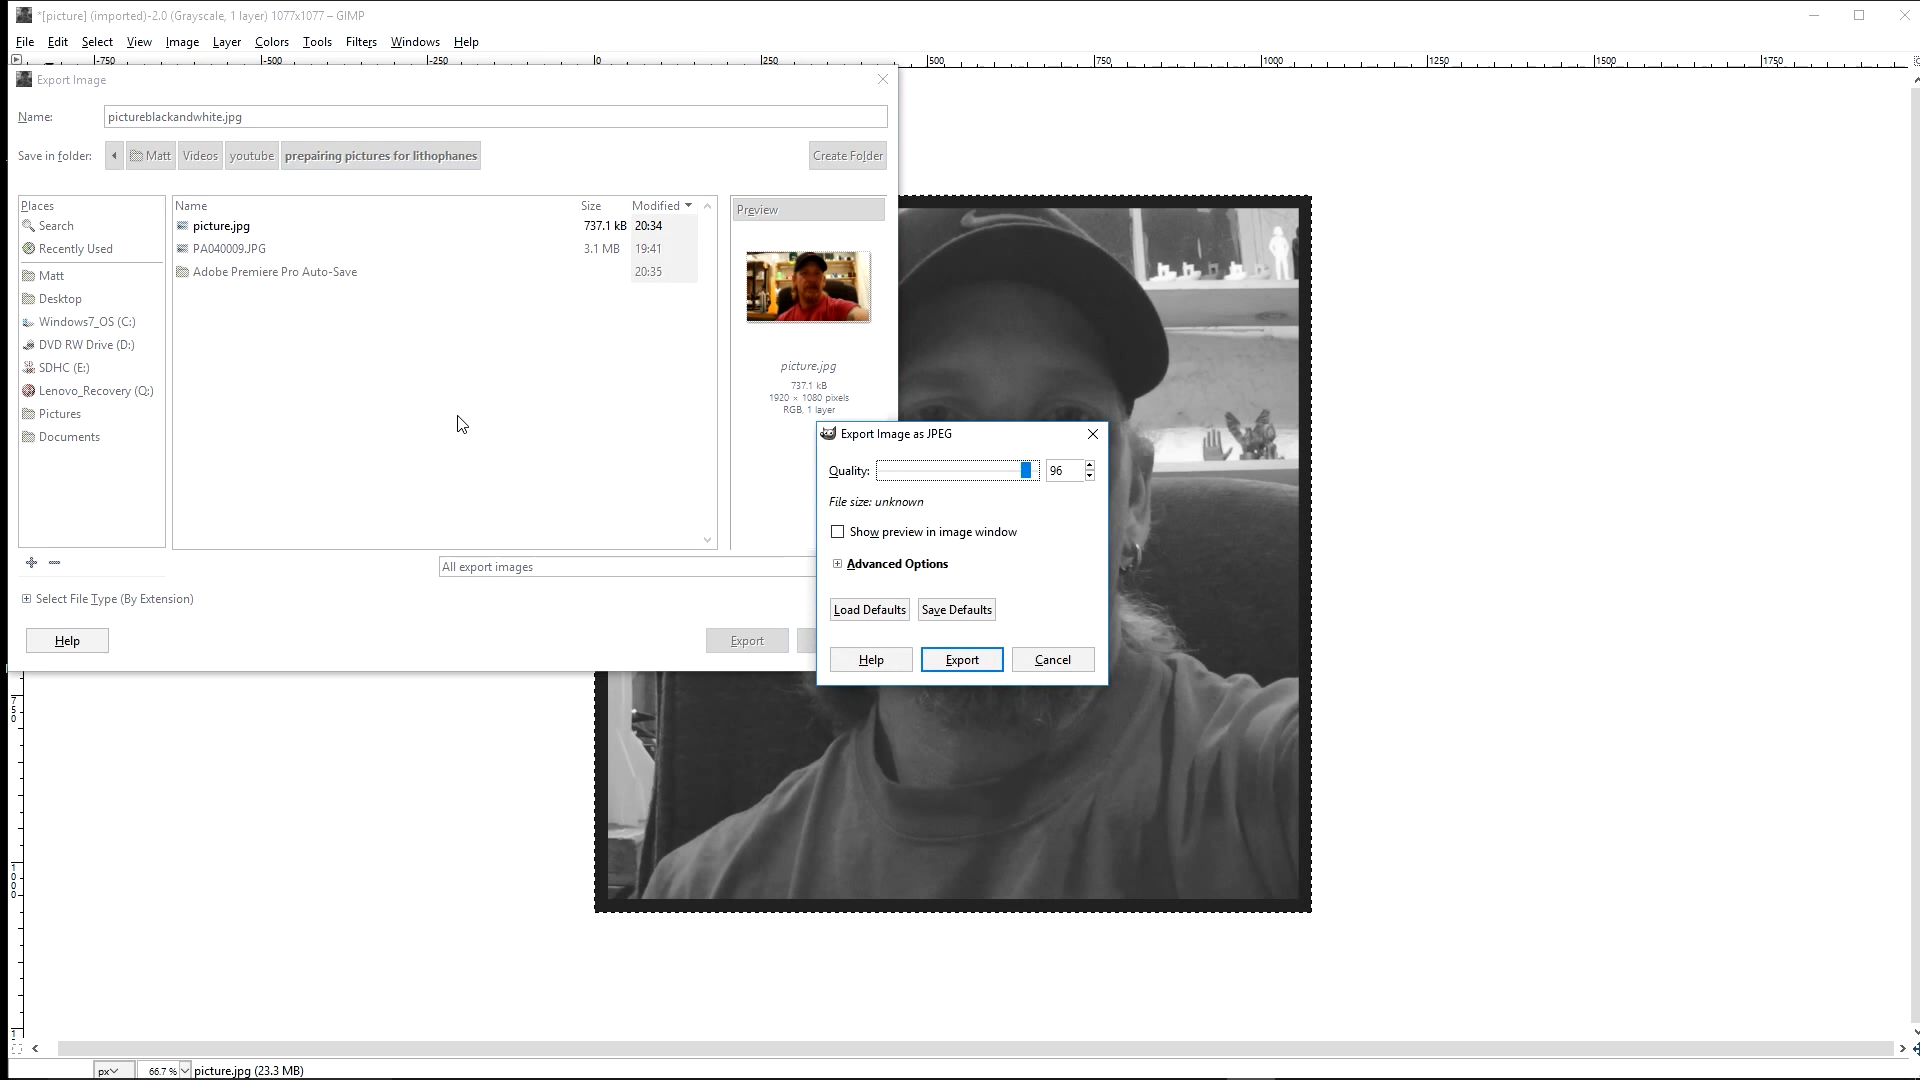 *[picture] (imported)-2.0 (Grayscale, 1 layer) 1077x1077 – GIMP
File Edit Select View Image Layer Colors Tools Filters Windows Help
-750 -500 -250 0 250 500 750 1000 1250 1500 1750
Export Image
Name: pictureblackandwhite.jpg
Save in folder: Matt Videos youtube prepairing pictures for lithophanes Create Folder
Places
Search
Recently Used
Matt
Desktop
Windows7_OS (C:)
DVD RW Drive (D:)
SDHC (E:)
Lenovo_Recovery (Q:)
Pictures
Documents
Name Size Modified
picture.jpg 737.1 kB 20:34
PA040009.JPG 3.1 MB 19:41
Adobe Premiere Pro Auto-Save 20:35
Preview
picture.jpg
737.1 kB
1920 × 1080 pixels
RGB, 1 layer
All export images
Select File Type (By Extension)
Help Export
Export Image as JPEG
Quality: 96
File size: unknown
Show preview in image window
Advanced Options
Load Defaults Save Defaults
Help Export Cancel
750
1000
1
px 66.7 % picture.jpg (23.3 MB)